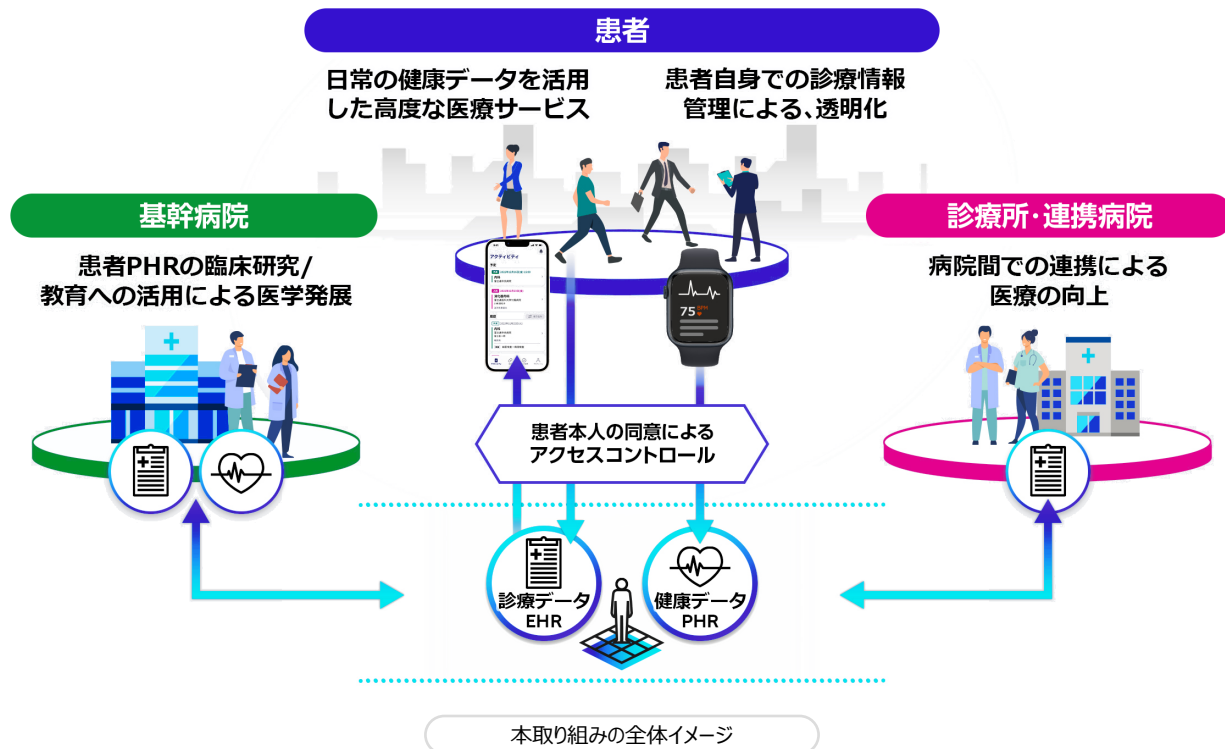 患者
日常の健康データを活用
した高度な医療サービス
患者自身での診療情報
管理による、透明化
基幹病院
患者PHRの臨床研究/
教育への活用による医学発展
診療所・連携病院
病院間での連携による
医療の向上
アクティビティ
75
患者本人の同意による
アクセスコントロール
診療データ
EHR
健康データ
PHR
本取り組みの全体イメージ